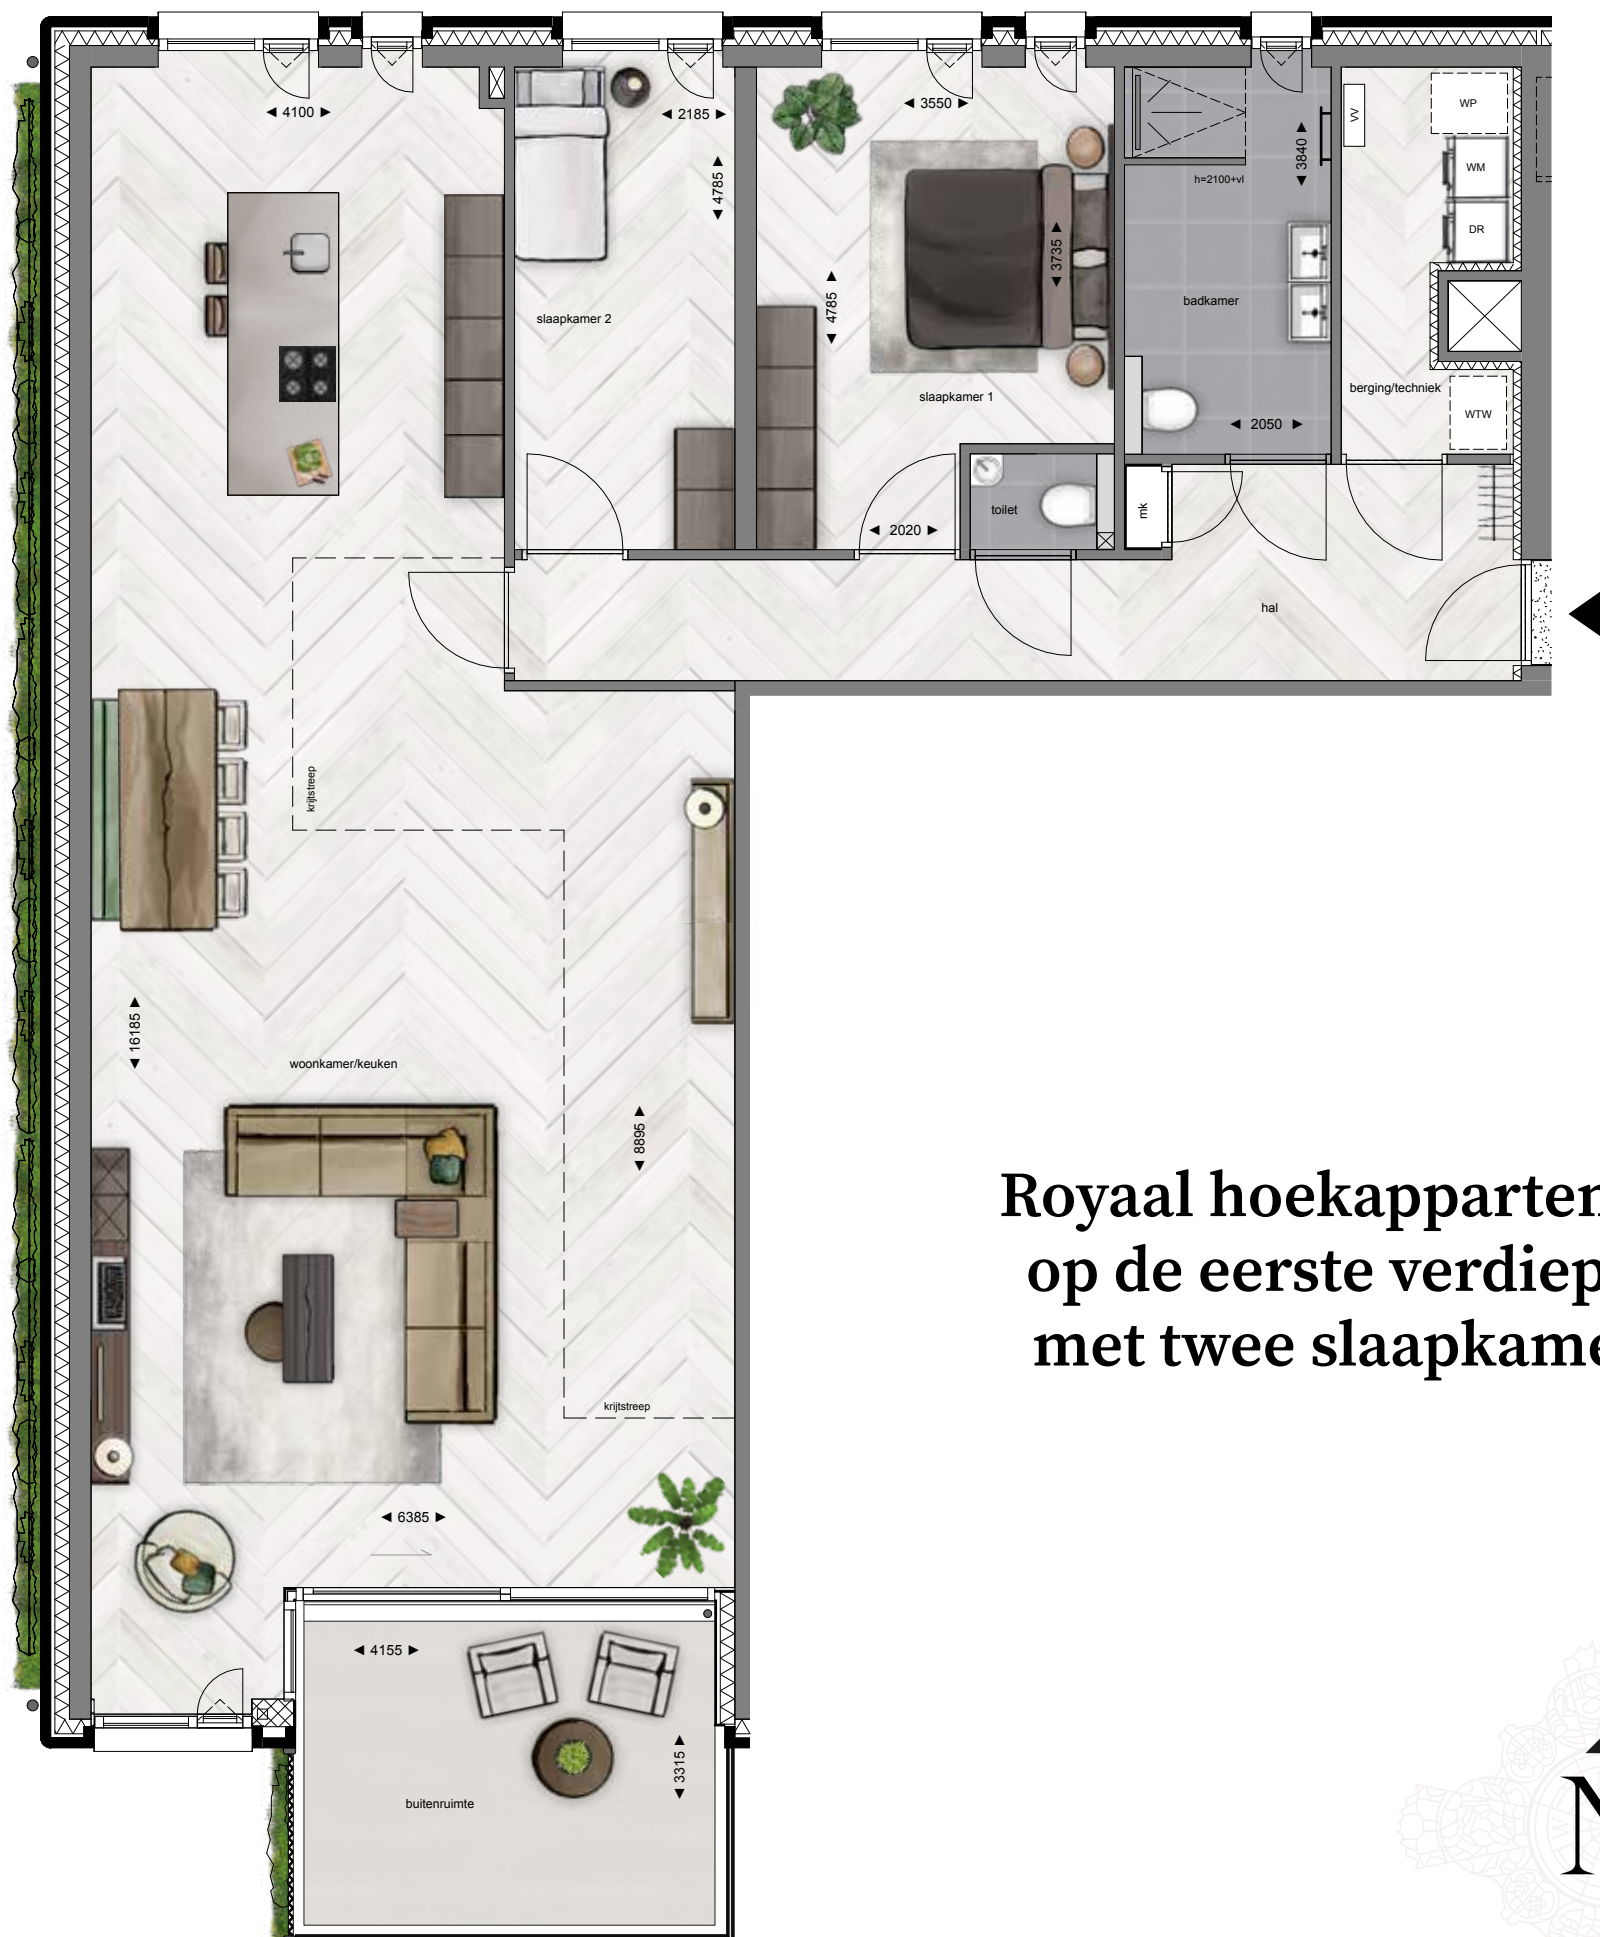 4100
2185
3550
4785
3840
h=2100+vl
VV
WP
WM
DR
3735
4785
badkamer
slaapkamer 2
slaapkamer 1
berging/techniek
WTW
2050
toilet
mk
2020
hal
krijtstreep
16185
woonkamer/keuken
8895
Royaal hoekapparten
op de eerste verdiep
met twee slaapkame
krijtstreep
6385
4155
3315
buitenruimte
N